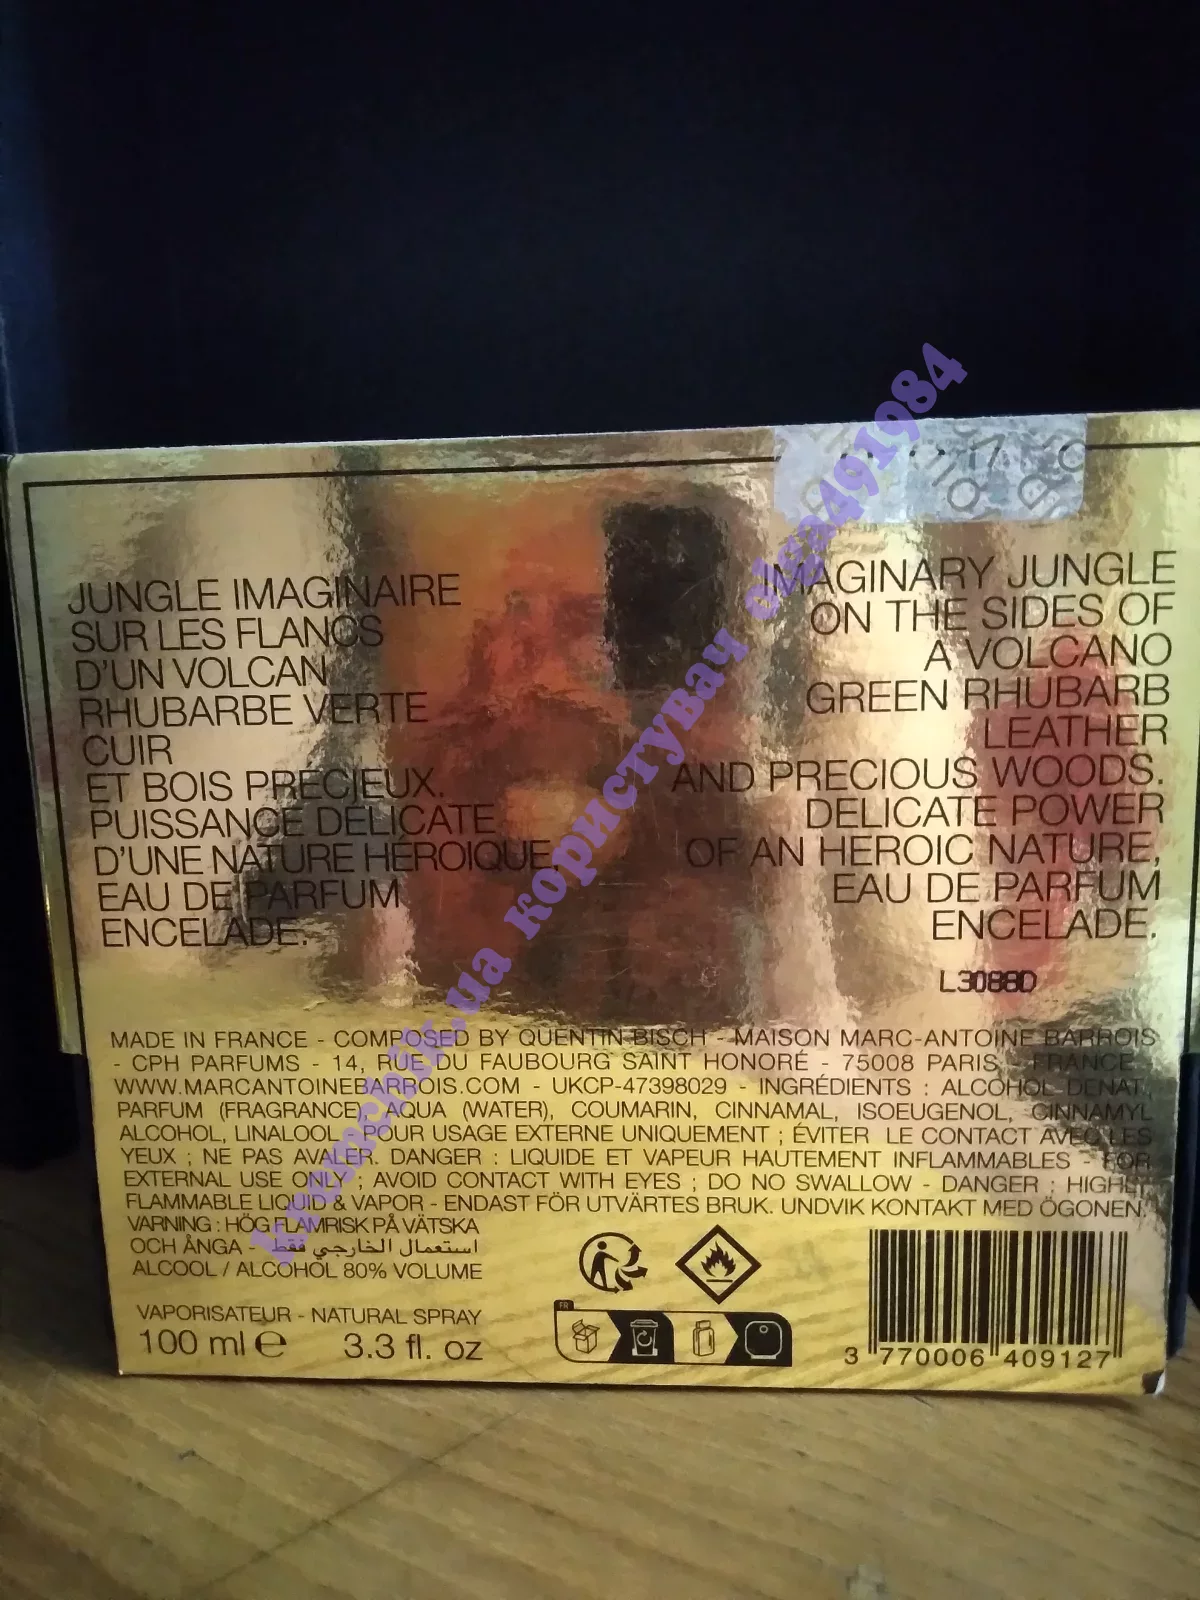 JUNGLE IMAGINAIRE
SUR LES FLANCS
D'UN VOLCAN
RHUBARBE VERTE
CUIR
ET BOIS PRÉCIEUX.
PUISSANCE DÉLICATE
D'UNE NATURE HÉROIQUE,
EAU DE PARFUM
ENCELADE.
IMAGINARY JUNGLE
ON THE SIDES OF
A VOLCANO
GREEN RHUBARB
LEATHER
AND PRECIOUS WOODS.
DELICATE POWER
OF AN HEROIC NATURE,
EAU DE PARFUM
ENCELADE.
L3088D
MADE IN FRANCE - COMPOSED BY QUENTIN BISCH - MAISON MARC-ANTOINE BARROIS
- CPH PARFUMS - 14, RUE DU FAUBOURG SAINT HONORÉ - 75008 PARIS - FRANCE
WWW.MARCANTOINEBARROIS.COM - UKCP-47398029 - INGRÉDIENTS : ALCOHOL DENAT.,
PARFUM (FRAGRANCE), AQUA (WATER), COUMARIN, CINNAMAL, ISOEUGENOL, CINNAMYL
ALCOHOL, LINALOOL. POUR USAGE EXTERNE UNIQUEMENT ; ÉVITER LE CONTACT AVEC LES
YEUX ; NE PAS AVALER. DANGER : LIQUIDE ET VAPEUR HAUTEMENT INFLAMMABLES - FOR
EXTERNAL USE ONLY ; AVOID CONTACT WITH EYES ; DO NO SWALLOW - DANGER : HIGHLY
FLAMMABLE LIQUID & VAPOR - ENDAST FÖR UTVÄRTES BRUK. UNDVIK KONTAKT MED ÖGONEN.
VARNING : HÖG FLAMRISK PÅ VÄTSKA
OCH ÅNGA - استعمال الخارجي فقط
ALCOOL / ALCOHOL 80% VOLUME
VAPORISATEUR - NATURAL SPRAY
100 ml e 3.3 fl. oz
FR
3 770006 409127
kupamchik.ua користувач olga491984